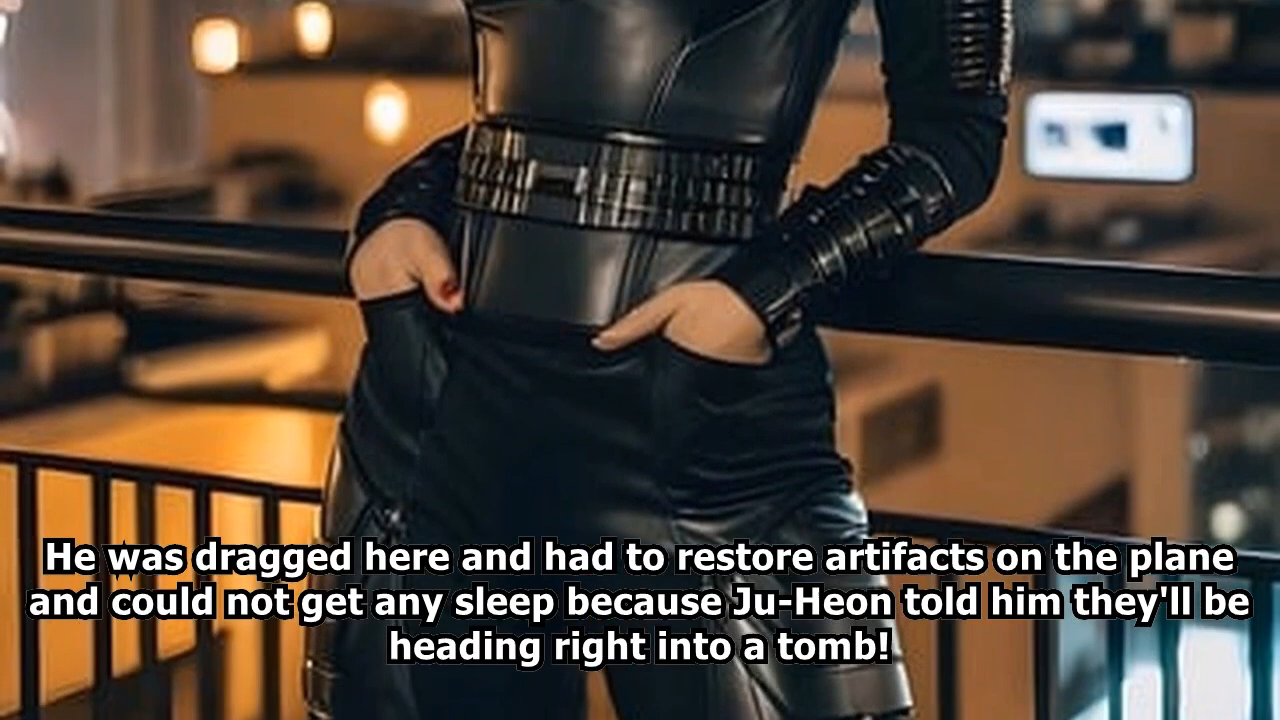 He was dragged here and had to restore artifacts on the plane
and could not get any sleep because Ju-Heon told him they'll be
heading right into a tomb!